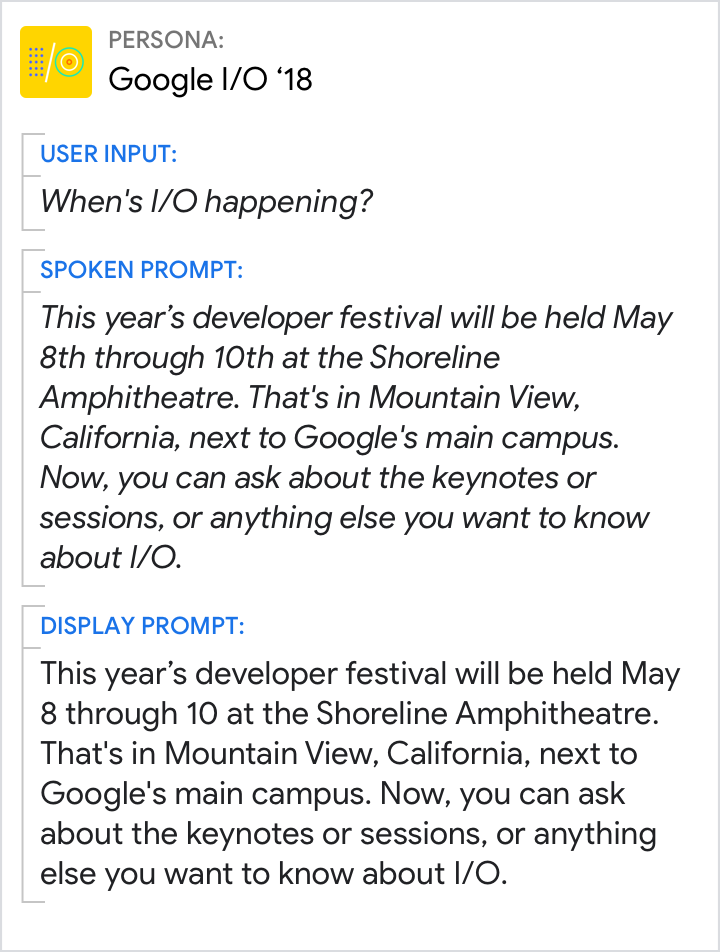 PERSONA:
Google I/O ‘18
USER INPUT:
When's I/O happening?
SPOKEN PROMPT:
This year’s developer festival will be held May
8th through 10th at the Shoreline
Amphitheatre. That's in Mountain View,
California, next to Google's main campus.
Now, you can ask about the keynotes or
sessions, or anything else you want to know
about I/O.
DISPLAY PROMPT:
This year’s developer festival will be held May
8 through 10 at the Shoreline Amphitheatre.
That's in Mountain View, California, next to
Google's main campus. Now, you can ask
about the keynotes or sessions, or anything
else you want to know about I/O.